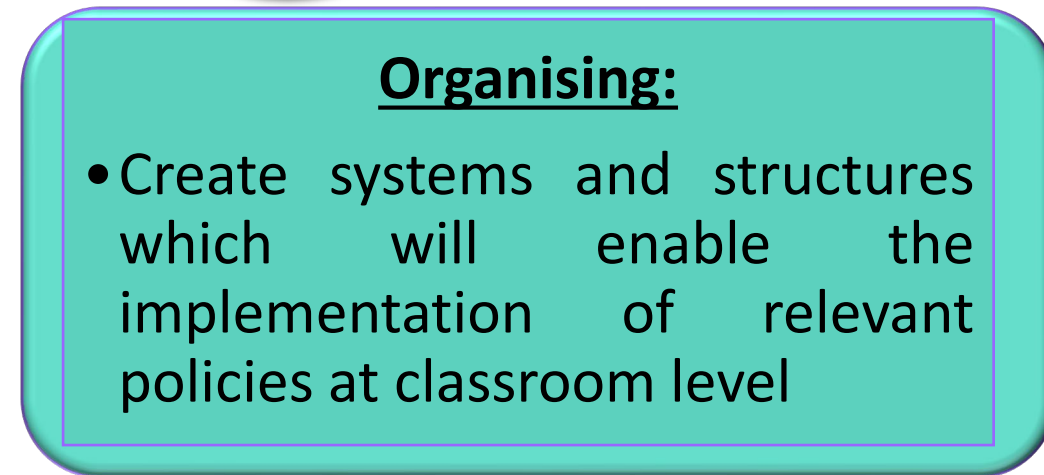 Organising:
•Create systems and structures
which will enable the
implementation of relevant
policies at classroom level